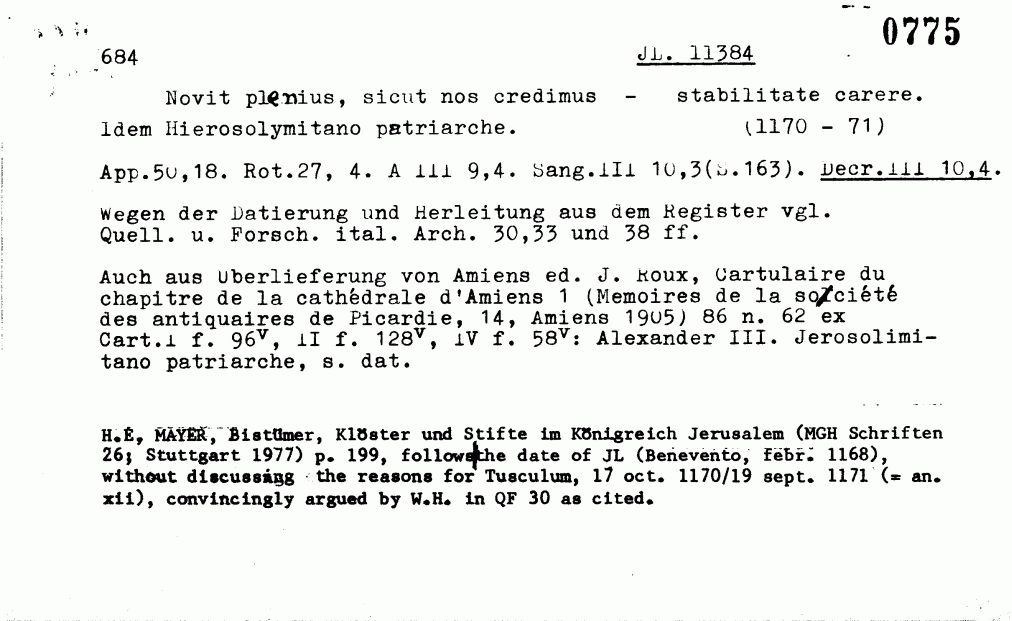 0775
684 JL. 11384
Novit plenius, sicut nos credimus - stabilitate carere.
Idem Hierosolymitano patriarche. (1170 - 71)
App.50,18. Rot.27, 4. A III 9,4. Sang.III 10,3(S.163). Decr.III 10,4.
Wegen der Datierung und Herleitung aus dem Register vgl.
Quell. u. Forsch. ital. Arch. 30,33 und 38 ff.
Auch aus Überlieferung von Amiens ed. J. Roux, Cartulaire du
chapitre de la cathédrale d'Amiens 1 (Memoires de la société
des antiquaires de Picardie, 14, Amiens 1905) 86 n. 62 ex
Cart.I f. 96v, II f. 128v, IV f. 58v: Alexander III. Jerosolimi-
tano patriarche, s. dat.
H.E, MAYER, Bistümer, Klöster und Stifte im Königreich Jerusalem (MGH Schriften
26; Stuttgart 1977) p. 199, follows the date of JL (Benevento, febr. 1168),
without discussing the reasons for Tusculum, 17 oct. 1170/19 sept. 1171 (= an.
xii), convincingly argued by W.H. in QF 30 as cited.